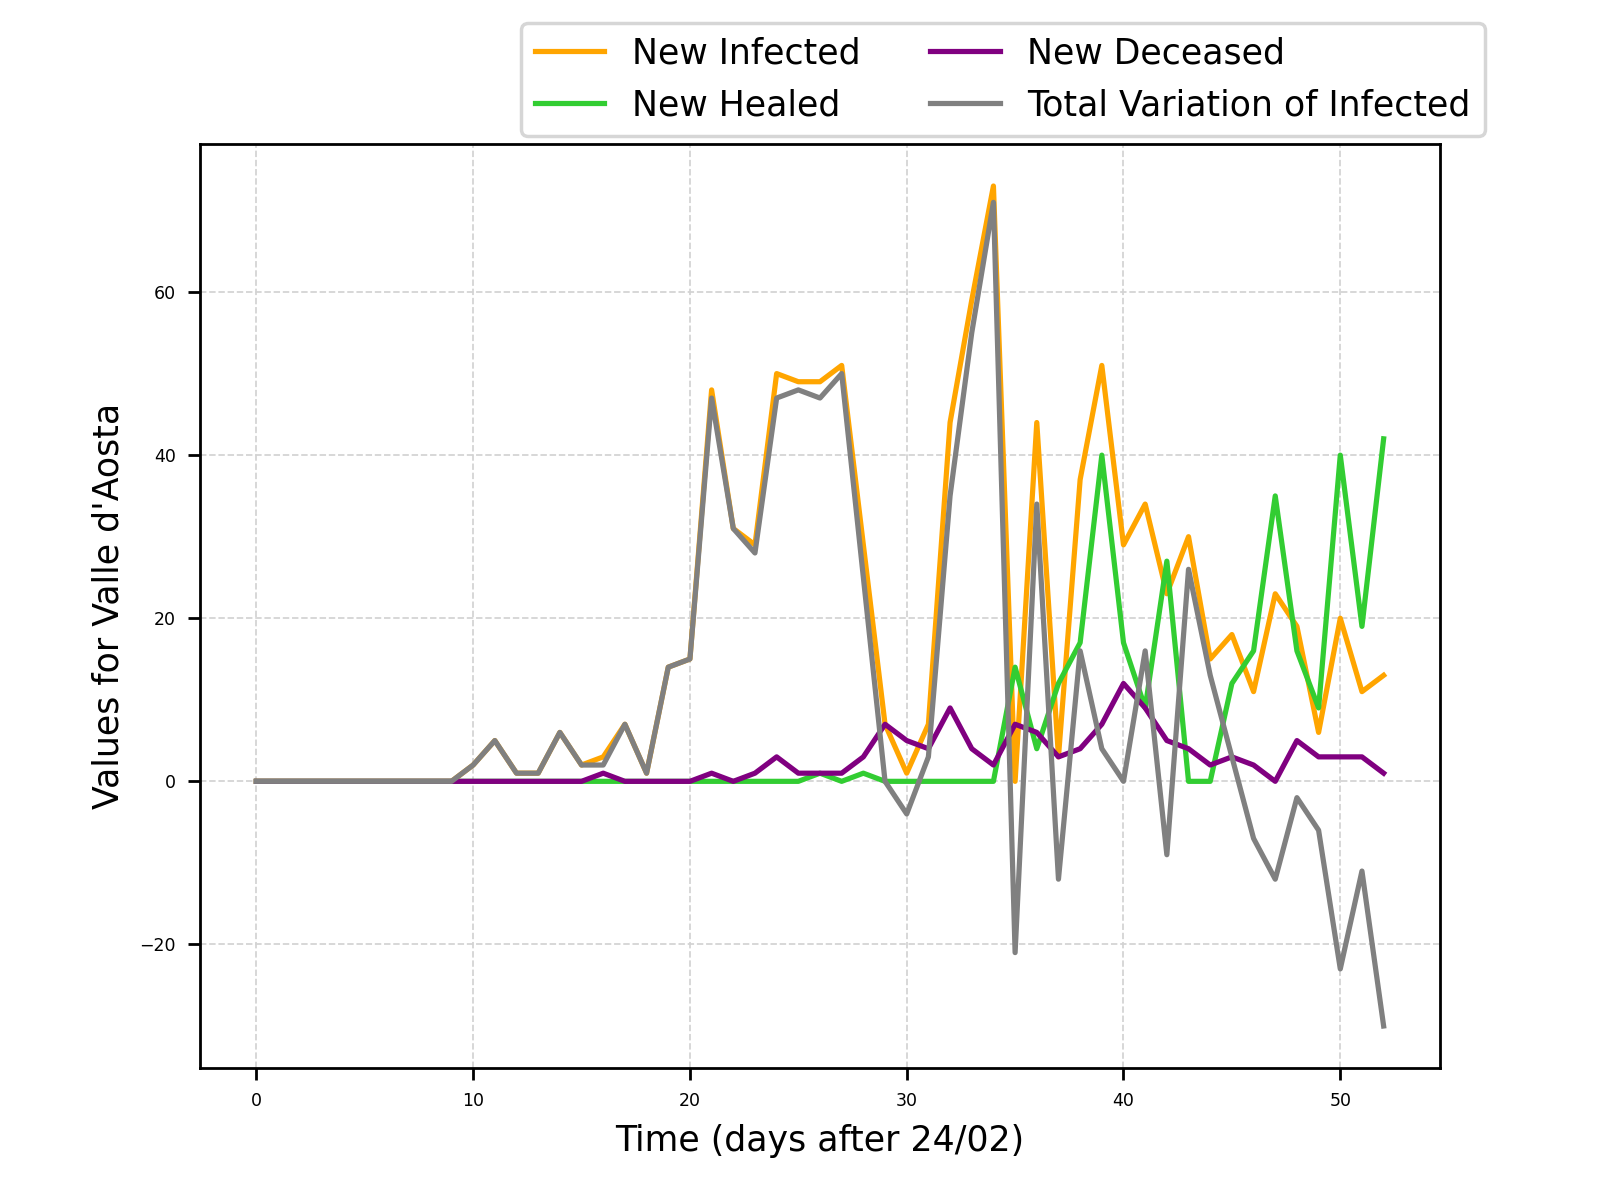 New Infected
New Healed
New Deceased
Total Variation of Infected
Values for Valle d'Aosta
60
40
20
0
−20
0 10 20 30 40 50
Time (days after 24/02)